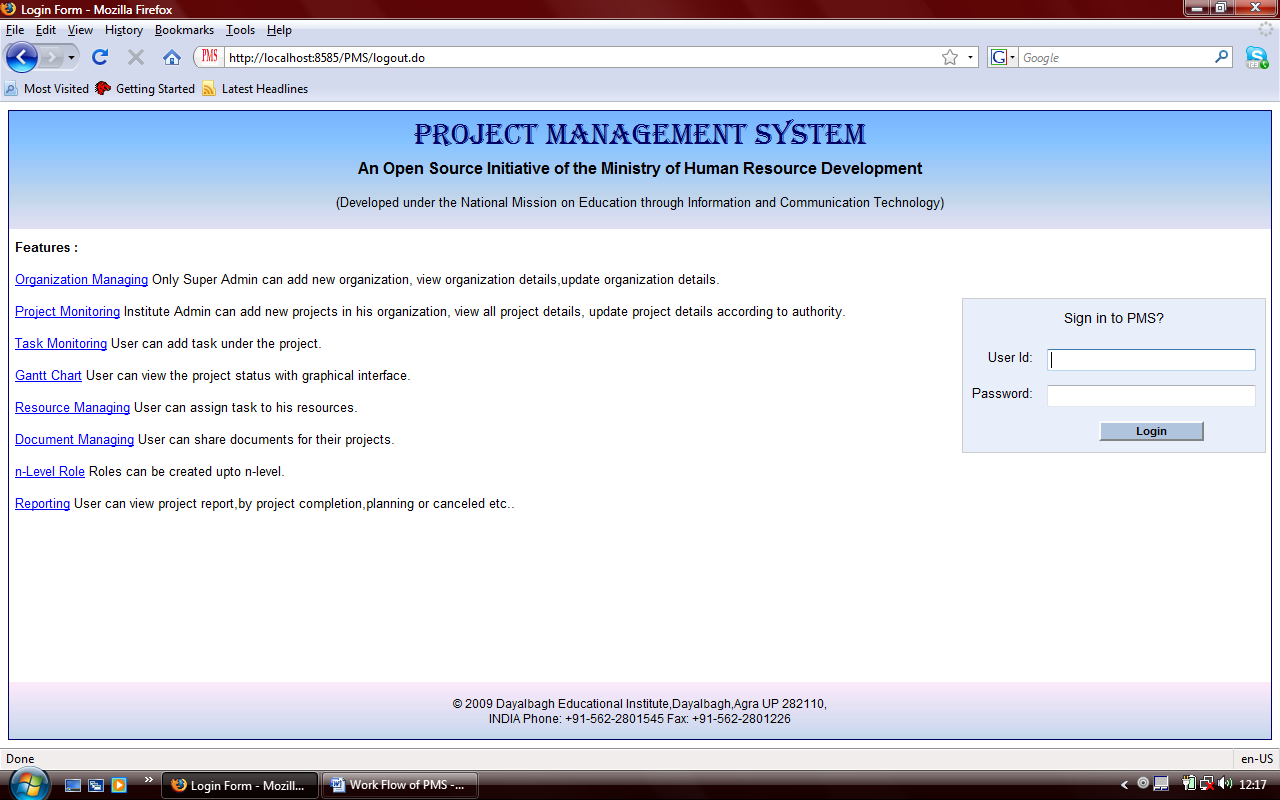 Login Form - Mozilla Firefox
File Edit View History Bookmarks Tools Help
PMS http://localhost:8585/PMS/logout.do G Google
Most Visited Getting Started Latest Headlines
PROJECT MANAGEMENT SYSTEM
An Open Source Initiative of the Ministry of Human Resource Development
(Developed under the National Mission on Education through Information and Communication Technology)
Features :
Organization Managing Only Super Admin can add new organization, view organization details,update organization details.
Project Monitoring Institute Admin can add new projects in his organization, view all project details, update project details according to authority.
Task Monitoring User can add task under the project.
Gantt Chart User can view the project status with graphical interface.
Resource Managing User can assign task to his resources.
Document Managing User can share documents for their projects.
n-Level Role Roles can be created upto n-level.
Reporting User can view project report,by project completion,planning or canceled etc..
Sign in to PMS?
User Id:
Password:
Login
© 2009 Dayalbagh Educational Institute,Dayalbagh,Agra UP 282110,
INDIA Phone: +91-562-2801545 Fax: +91-562-2801226
Done en-US
Login Form - Mozill... Work Flow of PMS -... 12:17